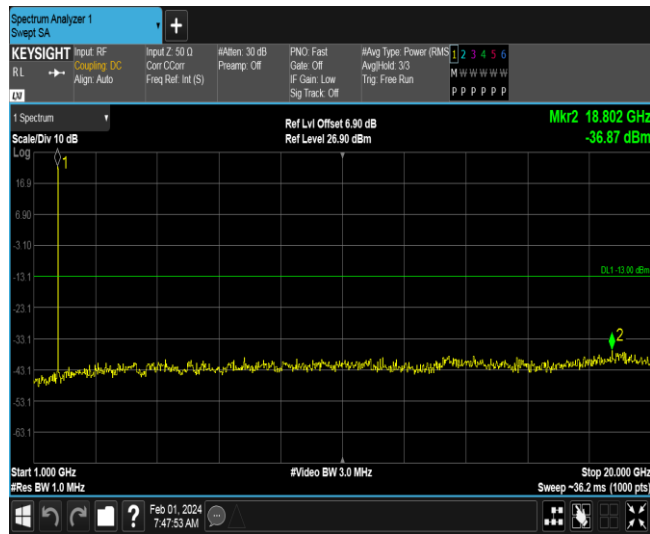 Spectrum Analyzer 1
Swept SA
+
KEYSIGHT Input: RF Input Z: 50 Ω #Atten: 30 dB PNO: Fast #Avg Type: Power (RMS 1 2 3 4 5 6
RL Coupling: DC Corr CCorr Preamp: Off Gate: Off Avg|Hold: 3/3 M W W W W W
Align: Auto Freq Ref: Int (S) IF Gain: Low Trig: Free Run
LXI Sig Track: Off P P P P P P
1 Spectrum Ref Lvl Offset 6.90 dB Mkr2 18.802 GHz
Scale/Div 10 dB Ref Level 26.90 dBm -36.87 dBm
Log
1
16.9
6.90
-3.10
DL1 -13.00 dBm
-13.1
-23.1
-33.1
2
-43.1
-53.1
-63.1
Start 1.000 GHz #Video BW 3.0 MHz Stop 20.000 GHz
#Res BW 1.0 MHz Sweep ~36.2 ms (1000 pts)
? Feb 01, 2024
7:47:53 AM